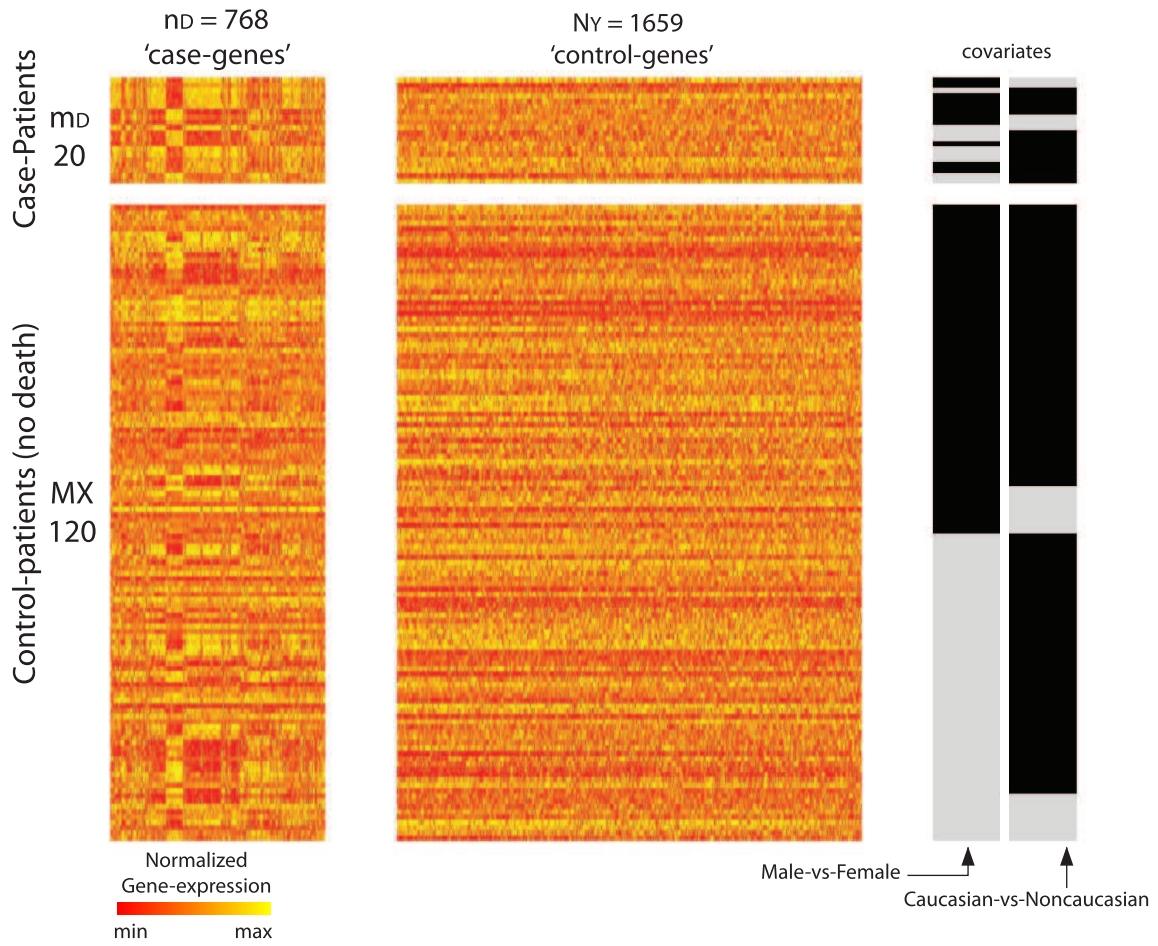 nD = 768
'case-genes'
NY = 1659
'control-genes'
covariates
Case-Patients
mD
20
Control-patients (no death)
MX
120
Normalized
Gene-expression
min
max
Male-vs-Female
Caucasian-vs-Noncaucasian